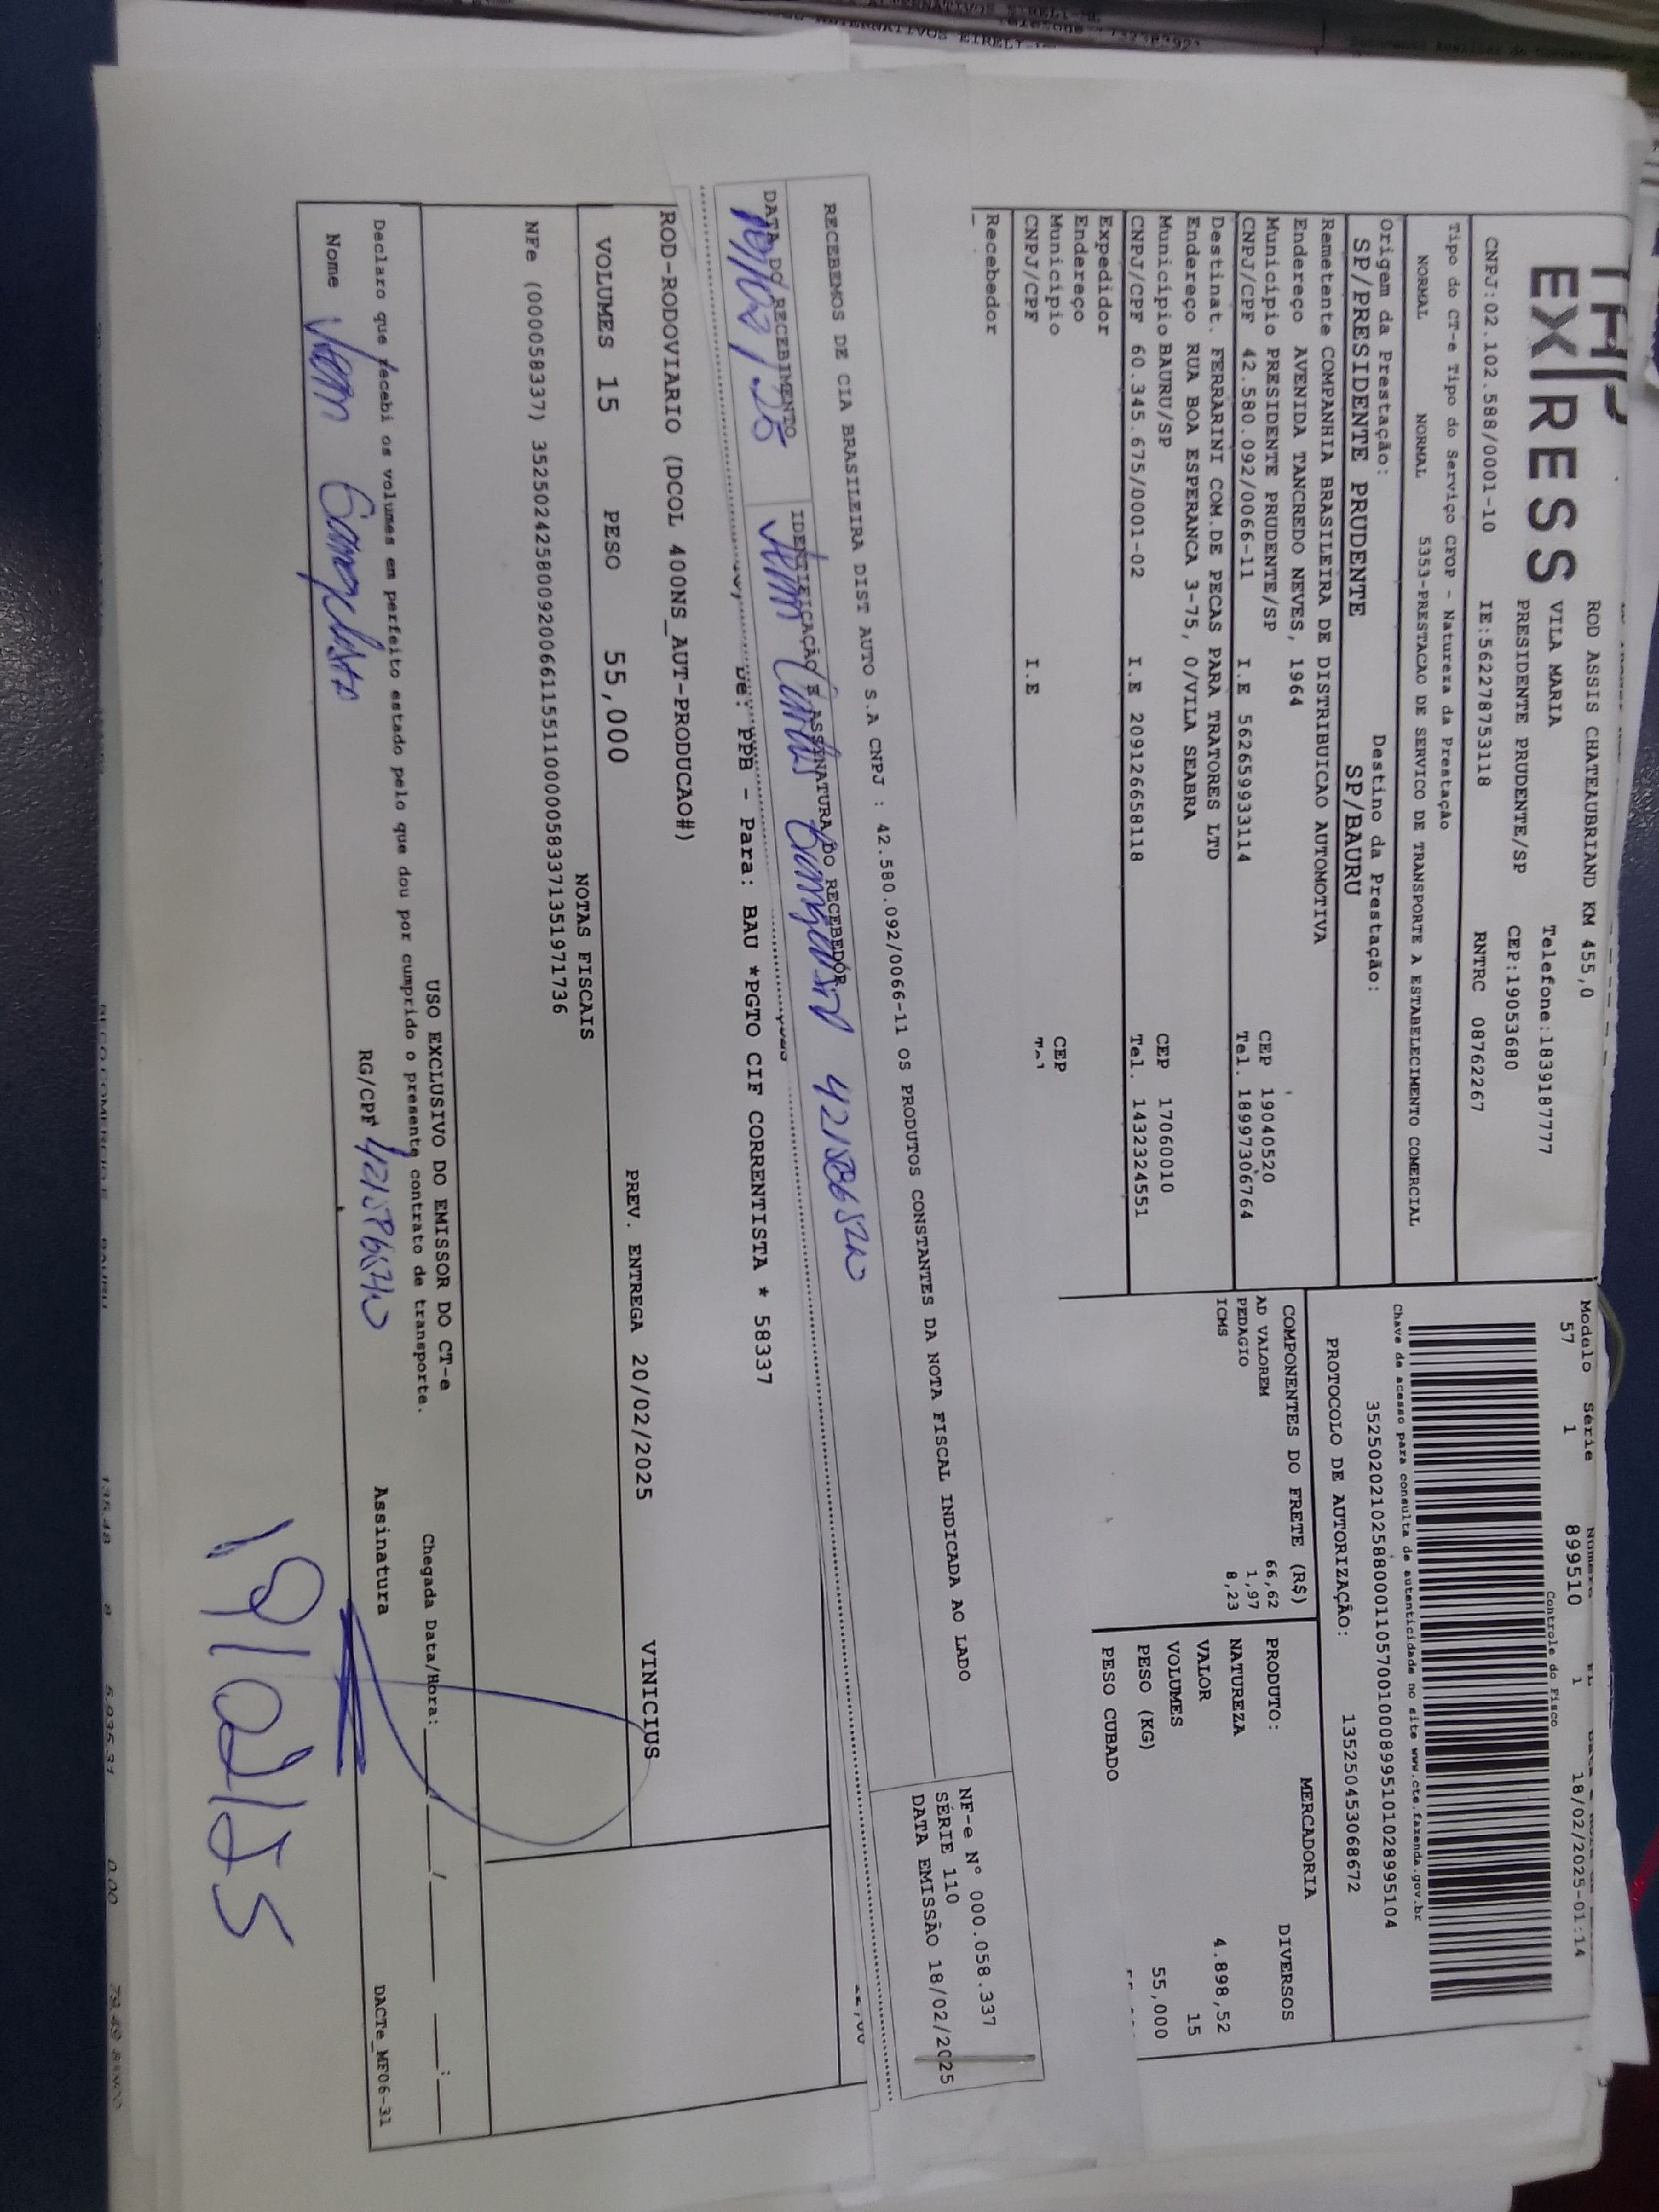 EXPRESS
ROD ASSIS CHATEAUBRIAND KM 455,0
VILA MARIA Telefone:1839187777
PRESIDENTE PRUDENTE/SP CEP:19053680
CNPJ:02.102.588/0001-10 IE:562278753118 RNTRC 08762267
Modulo Série
57 1 899510 1 18/02/2025-01:14
Controle do Fisco
Chave de acesso para consulta de autenticidade no site www.cte.fazenda.gov.br
35250202102588000110570010008995101028995104
PROTOCOLO DE AUTORIZAÇÃO: 135250453068672
Tipo do CT-e Tipo do Serviço CFOP - Natureza da Prestação
NORMAL NORMAL 5353-PRESTACAO DE SERVICO DE TRANSPORTE A ESTABELECIMENTO COMERCIAL
Origem da Prestação: Destino da Prestação:
SP/PRESIDENTE PRUDENTE SP/BAURU
Remetente COMPANHIA BRASILEIRA DE DISTRIBUICAO AUTOMOTIVA
Endereço AVENIDA TANCREDO NEVES, 1964
Município PRESIDENTE PRUDENTE/SP CEP 19040520
CNPJ/CPF 42.580.092/0066-11 I.E 562659933114 Tel. 18997306764
Destinat. FERRARINI COM.DE PECAS PARA TRATORES LTD
Endereço RUA BOA ESPERANCA 3-75, 0/VILA SEABRA
Município BAURU/SP CEP 17060010
CNPJ/CPF 60.345.675/0001-02 I.E 209126658118 Tel. 1432324551
Expedidor
Endereço
Município CEP
CNPJ/CPF I.E
Recebedor
COMPONENTES DO FRETE (R$)
AD VALOREM 66,62
PEDAGIO 1,97
ICMS 8,23
MERCADORIA
PRODUTO: DIVERSOS
NATUREZA
VALOR 4.898,52
VOLUMES 15
PESO (KG) 55,000
PESO CUBADO
RECEBEMOS DE CIA BRASILEIRA DIST AUTO S.A CNPJ : 42.580.092/0066-11 OS PRODUTOS CONSTANTES DA NOTA FISCAL INDICADA AO LADO
NF-e Nº 000.058.337
SÉRIE 110
DATA EMISSÃO 18/02/2025
DATA DO RECEBIMENTO IDENTIFICAÇÃO E ASSINATURA DO RECEBEDOR
De: PPB - Para: BAU *PGTO CIF CORRENTISTA * 58337
ROD-RODOVIARIO (DCOL 400NS_AUT-PRODUCAO#)
VOLUMES 15 PESO 55,000 PREV. ENTREGA 20/02/2025 VINICIUS
NOTAS FISCAIS
NFe (000058337) 35250242580092006611551100000583371351971736
USO EXCLUSIVO DO EMISSOR DO CT-e
Declaro que recebi os volumes em perfeito estado pelo que dou por cumprido o presente contrato de transporte.
Chegada Data/Hora: / / :
Nome RG/CPF Assinatura
DACTe_MF06-31